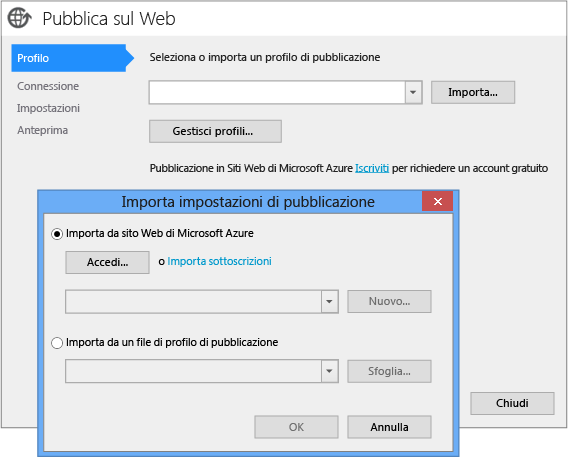 Pubblica sul Web
Profilo
Seleziona o importa un profilo di pubblicazione
Connessione
Importa...
Impostazioni
Anteprima
Gestisci profili...
Pubblicazione in Siti Web di Microsoft Azure Iscriviti per richiedere un account gratuito
Importa impostazioni di pubblicazione
Importa da sito Web di Microsoft Azure
Accedi... o Importa sottoscrizioni
Nuovo...
Importa da un file di profilo di pubblicazione
Sfoglia...
Chiudi
OK Annulla